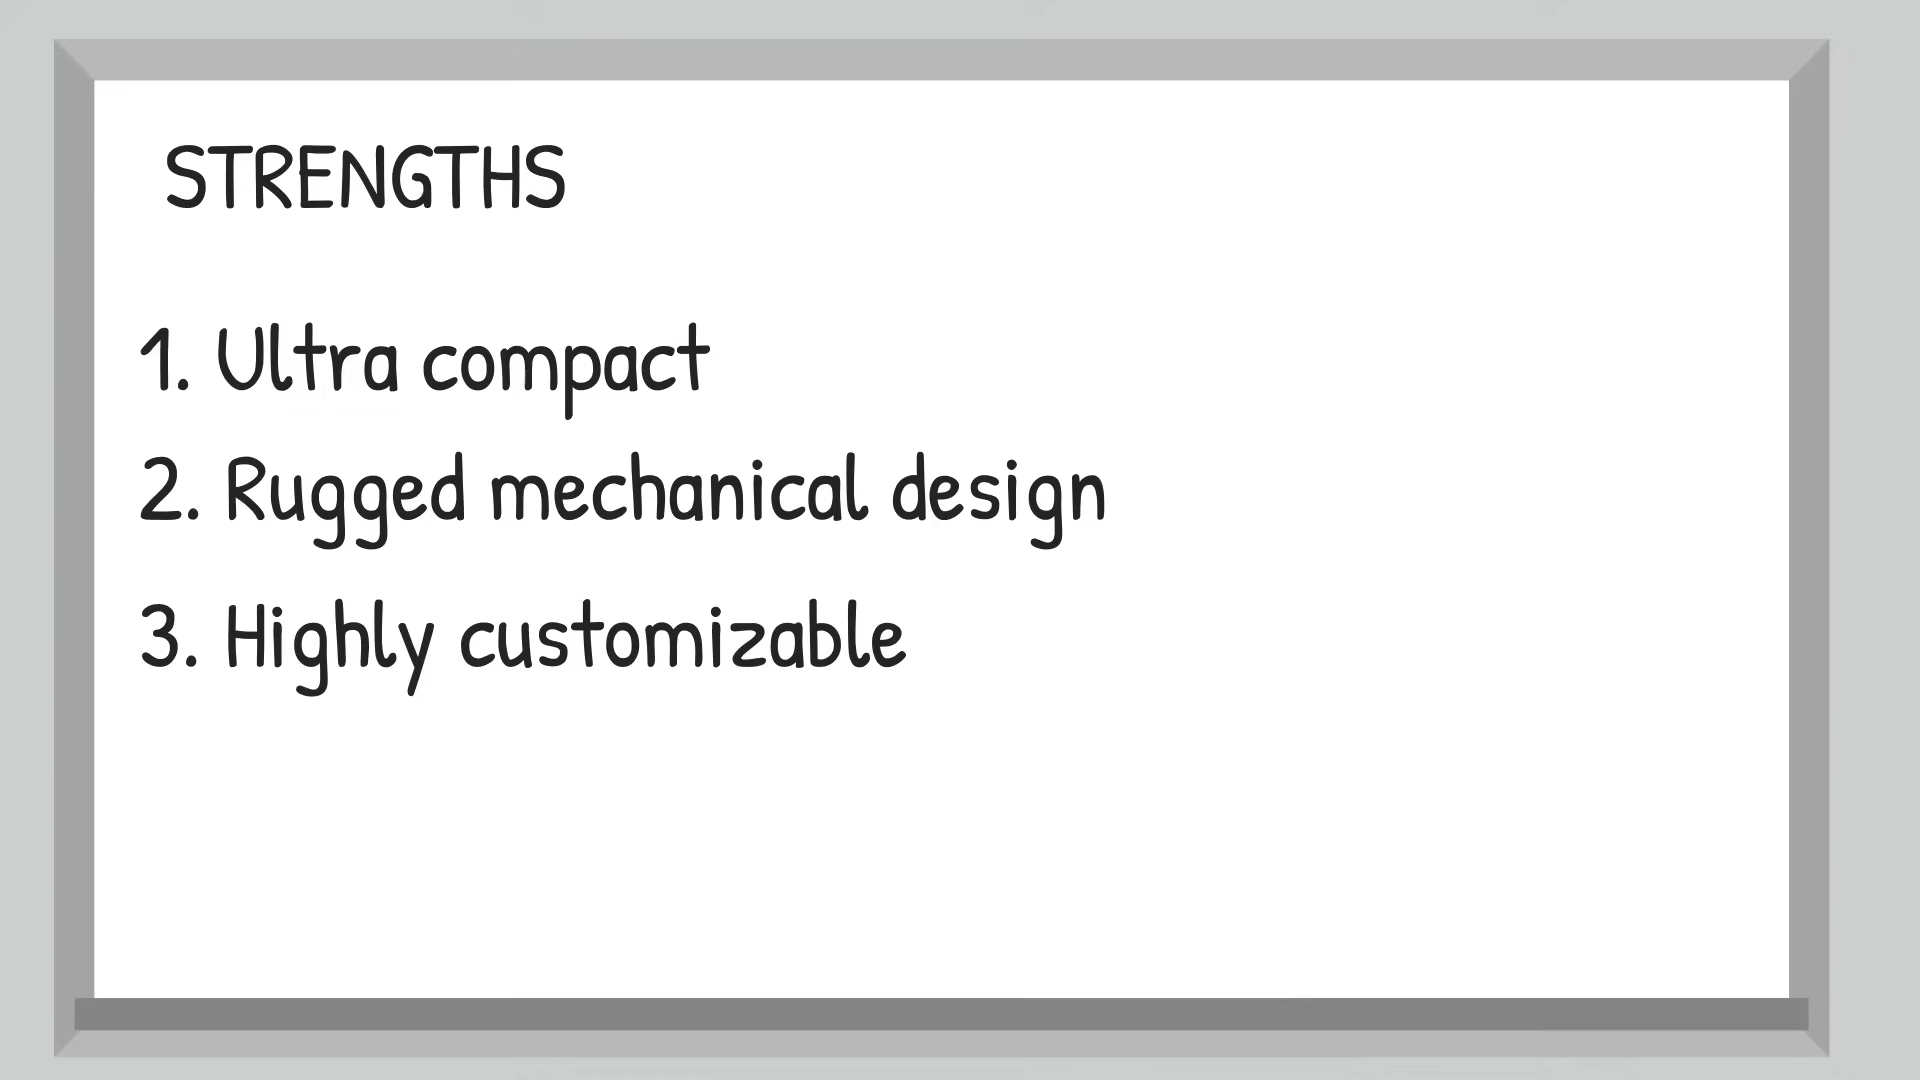 STRENGTHS
1. Ultra compact
2. Rugged mechanical design
3. Highly customizable